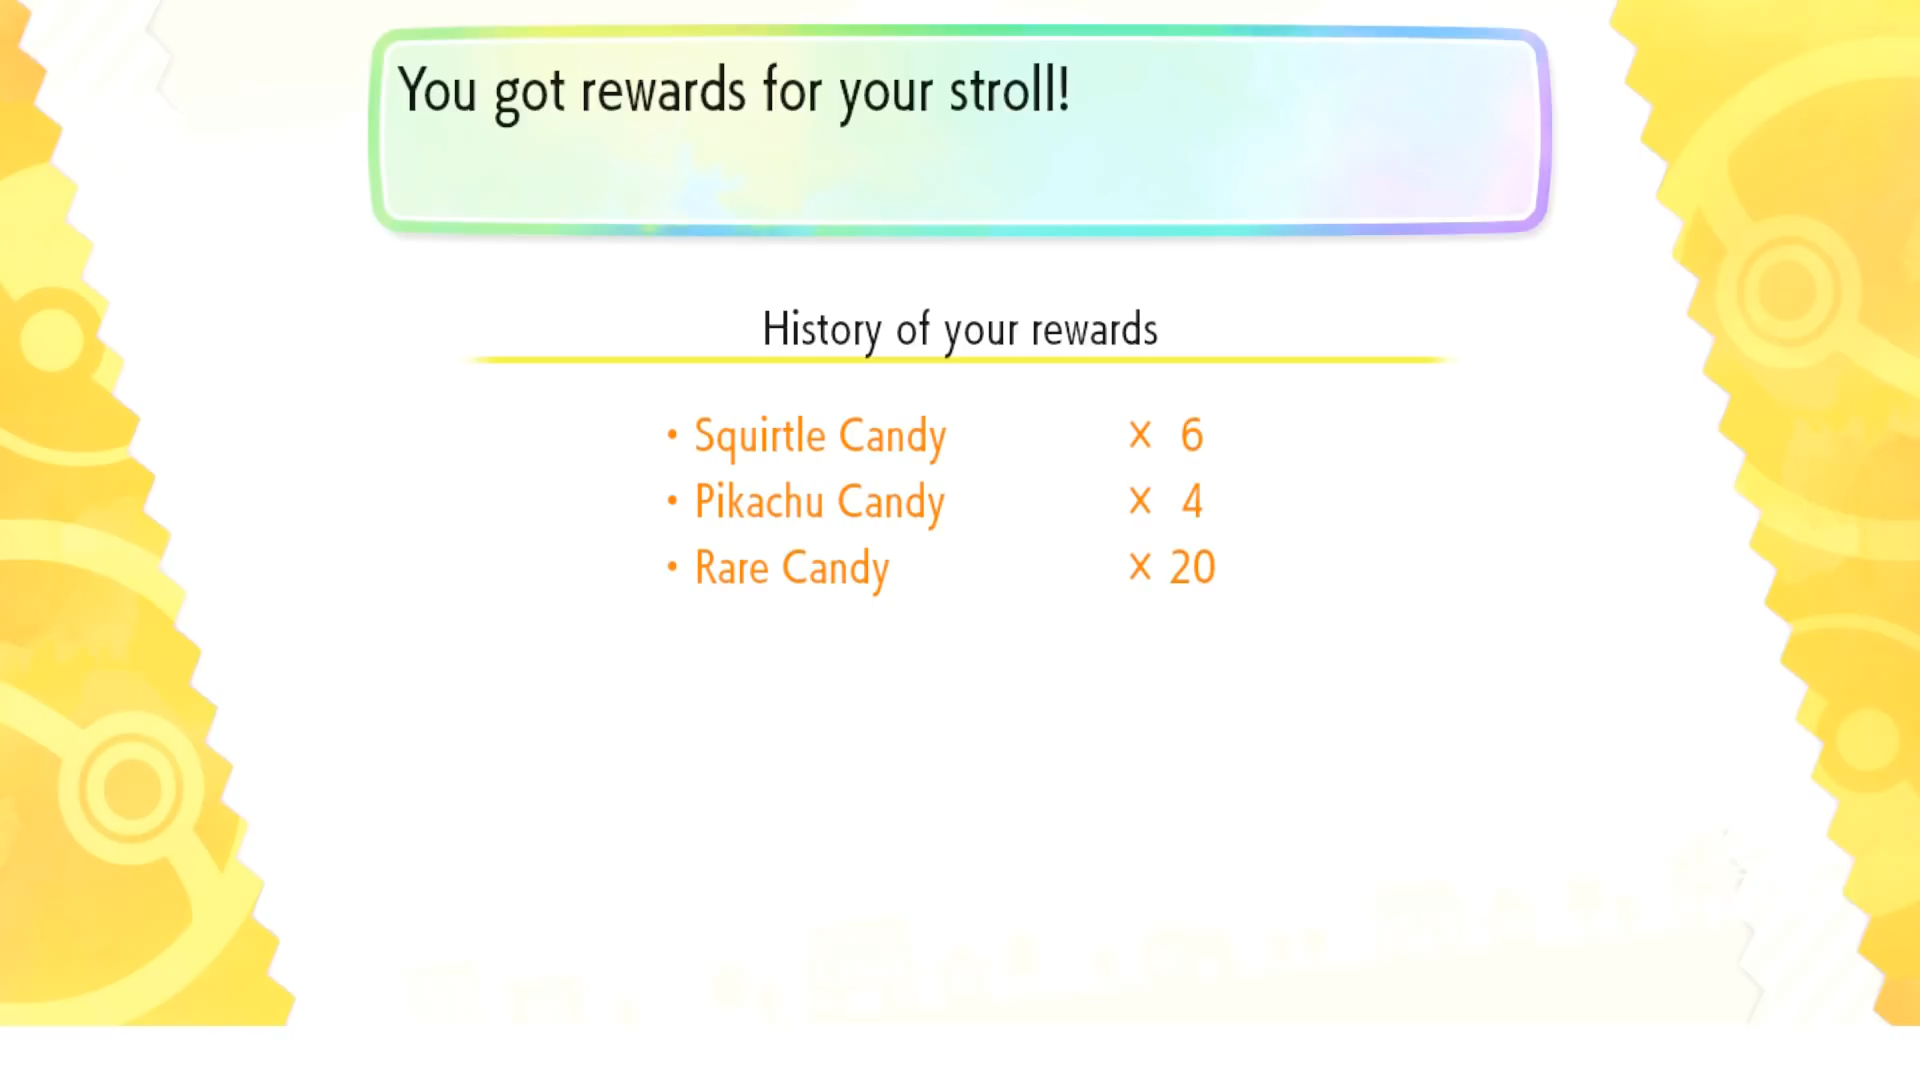 You got rewards for your stroll!
History of your rewards
・Squirtle Candy × 6
・Pikachu Candy × 4
・Rare Candy × 20